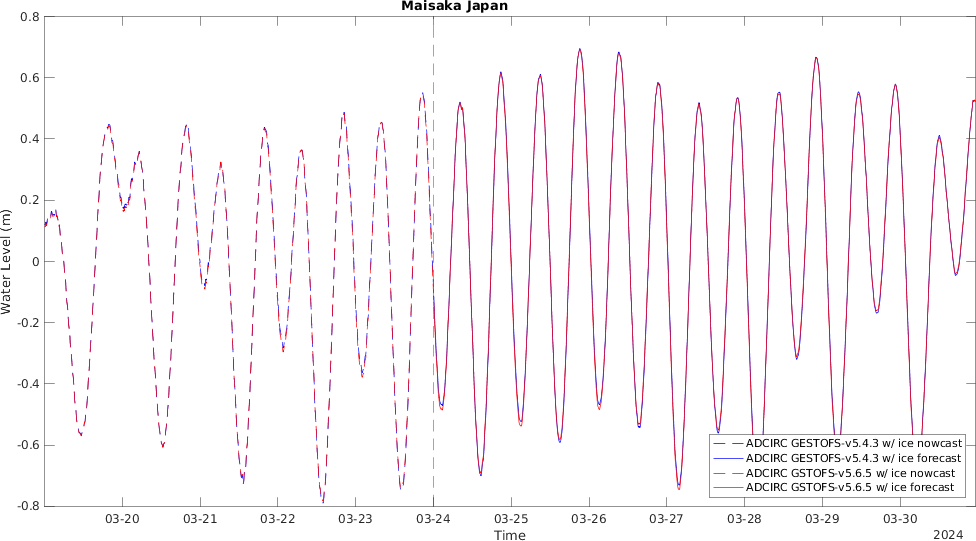 Maisaka Japan
0.8
0.6
0.4
0.2
0
-0.2
-0.4
-0.6
-0.8
Water Level (m)
03-20 03-21 03-22 03-23 03-24 03-25 03-26 03-27 03-28 03-29 03-30
Time
2024
ADCIRC GESTOFS-v5.4.3 w/ ice nowcast
ADCIRC GESTOFS-v5.4.3 w/ ice forecast
ADCIRC GSTOFS-v5.6.5 w/ ice nowcast
ADCIRC GSTOFS-v5.6.5 w/ ice forecast